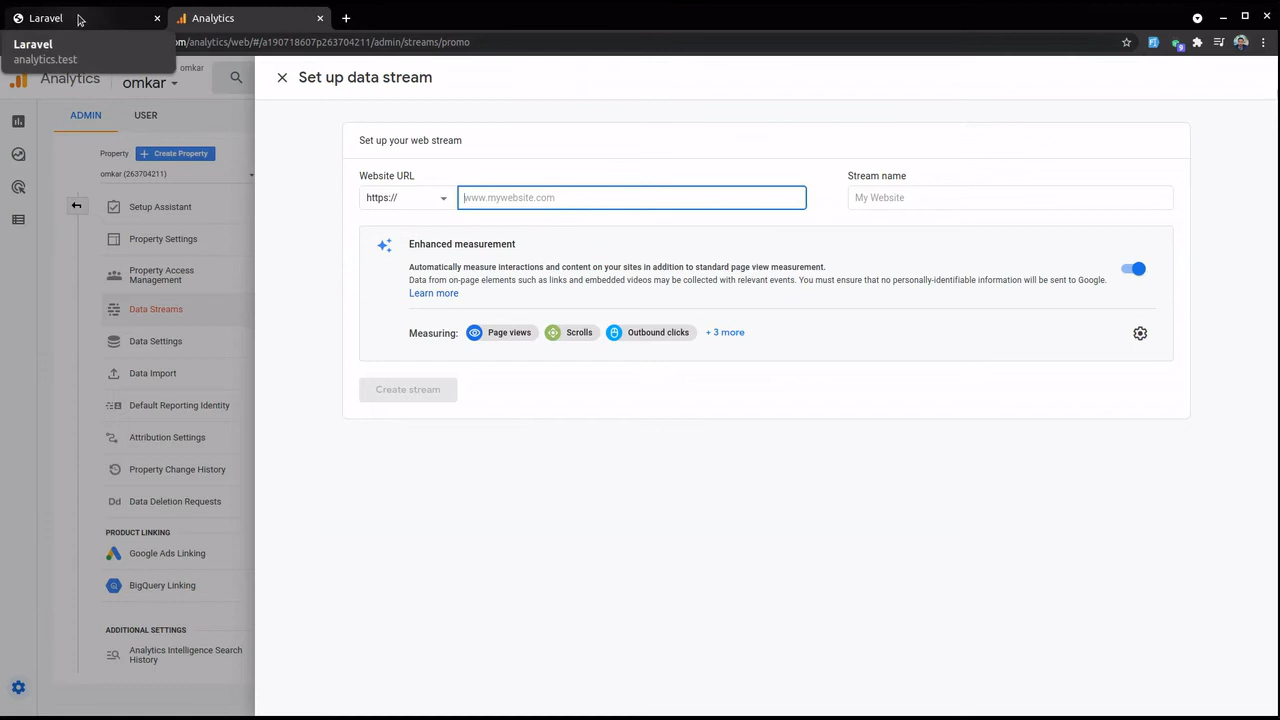 Laravel
Analytics
Laravel
analytics.test
om/analytics/web/#/a190718607p263704211/admin/streams/promo
9
Analytics
omkar
omkar
Set up data stream
ADMIN
USER
Property
Create Property
omkar (263704211)
Setup Assistant
Property Settings
Property Access
Management
Data Streams
Data Settings
Data Import
Default Reporting Identity
Attribution Settings
Property Change History
Dd Data Deletion Requests
PRODUCT LINKING
Google Ads Linking
BigQuery Linking
ADDITIONAL SETTINGS
Analytics Intelligence Search
History
Set up your web stream
Website URL
Stream name
https://
www.mywebsite.com
My Website
Enhanced measurement
Automatically measure interactions and content on your sites in addition to standard page view measurement.
Data from on-page elements such as links and embedded videos may be collected with relevant events. You must ensure that no personally-identifiable information will be sent to Google.
Learn more
Measuring:
Page views
Scrolls
Outbound clicks
+ 3 more
Create stream